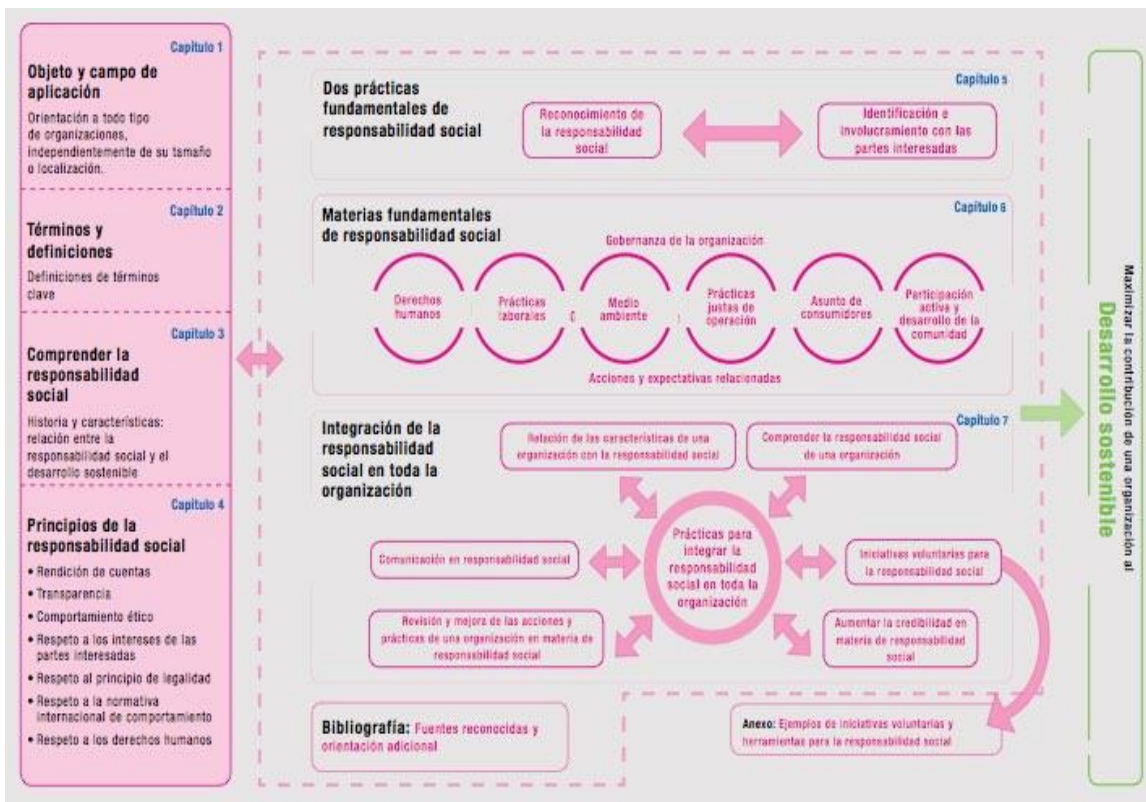 Capítulo 1
Objeto y campo de
aplicación
Orientación a todo tipo
de organizaciones,
independientemente de su tamaño
o localización.
Capítulo 2
Términos y
definiciones
Definiciones de términos
clave
Capítulo 3
Comprender la
responsabilidad
social
Historia y características:
relación entre la
responsabilidad social y el
desarrollo sostenible
Capítulo 4
Principios de la
responsabilidad social
• Rendición de cuentas
• Transparencia
• Comportamiento ético
• Respeto a los intereses de las
partes interesadas
• Respeto al principio de legalidad
• Respeto a la normativa
internacional de comportamiento
• Respeto a los derechos humanos
Capítulo 5
Dos prácticas
fundamentales de
responsabilidad social
Reconocimiento de
la responsabilidad
social
Identificación e
involucramiento con las
partes interesadas
Capítulo 6
Materias fundamentales
de responsabilidad social
Gobernanza de la organización
Derechos
humanos
Prácticas
laborales
Medio
ambiente
Prácticas
justas de
operación
Asunto de
consumidores
Participación
activa y
desarrollo de la
comunidad
Acciones y expectativas relacionadas
Capítulo 7
Integración de la
responsabilidad
social en toda la
organización
Relación de las características de una
organización con la responsabilidad social
Comprender la responsabilidad social
de una organización
Comunicación en responsabilidad social
Prácticas para
integrar la
responsabilidad
social en toda la
organización
Iniciativas voluntarias para
la responsabilidad social
Revisión y mejora de las acciones y
prácticas de una organización en materia de
responsabilidad social
Aumentar la credibilidad en
materia de responsabilidad
social
Bibliografía: Fuentes reconocidas y
orientación adicional
Anexo: Ejemplos de iniciativas voluntarias y
herramientas para la responsabilidad social
Maximizar la contribución de una organización al
Desarrollo sostenible